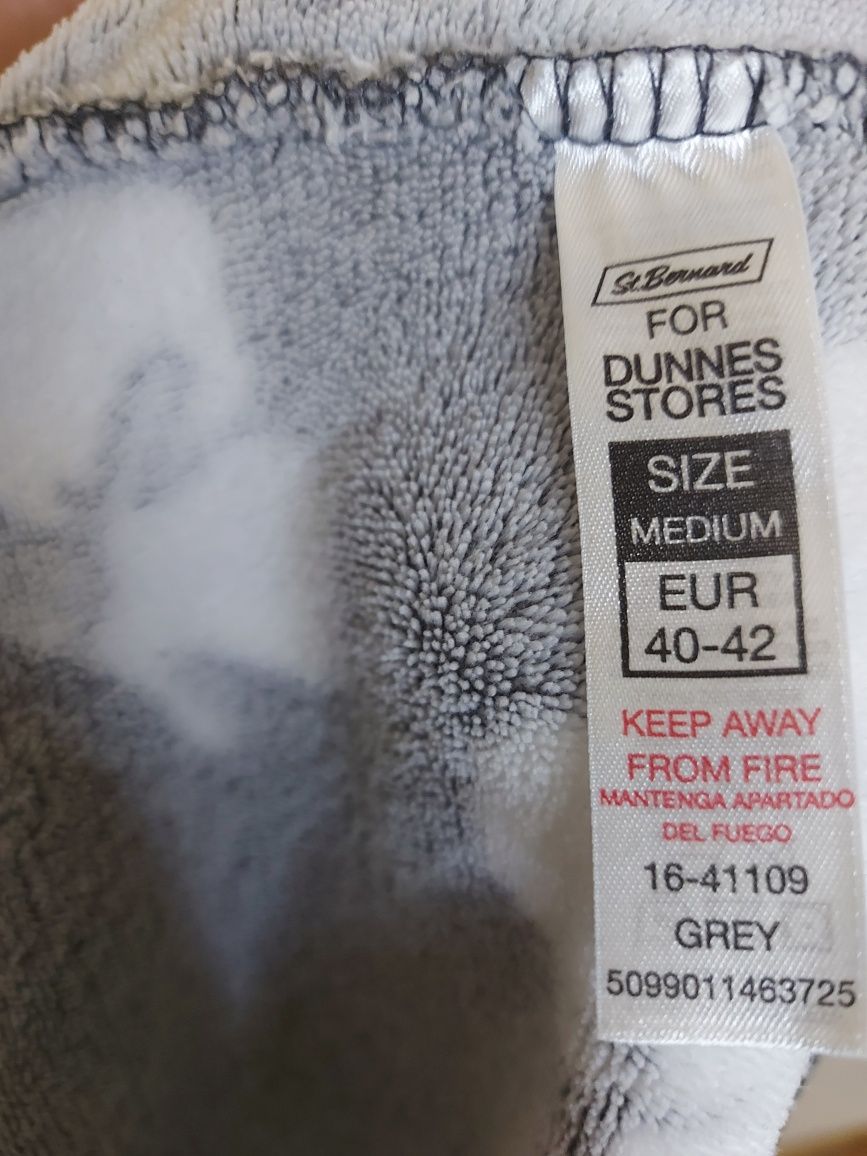 St.Bernard
FOR
DUNNES
STORES
SIZE
MEDIUM
EUR
40-42
KEEP AWAY
FROM FIRE
MANTENGA APARTADO
DEL FUEGO
16-41109
GREY
5099011463725